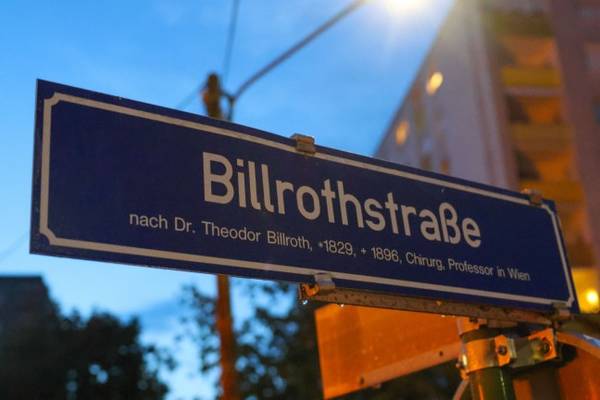 Billrothstraße
nach Dr. Theodor Billroth, *1829, + 1896, Chirurg, Professor in Wien